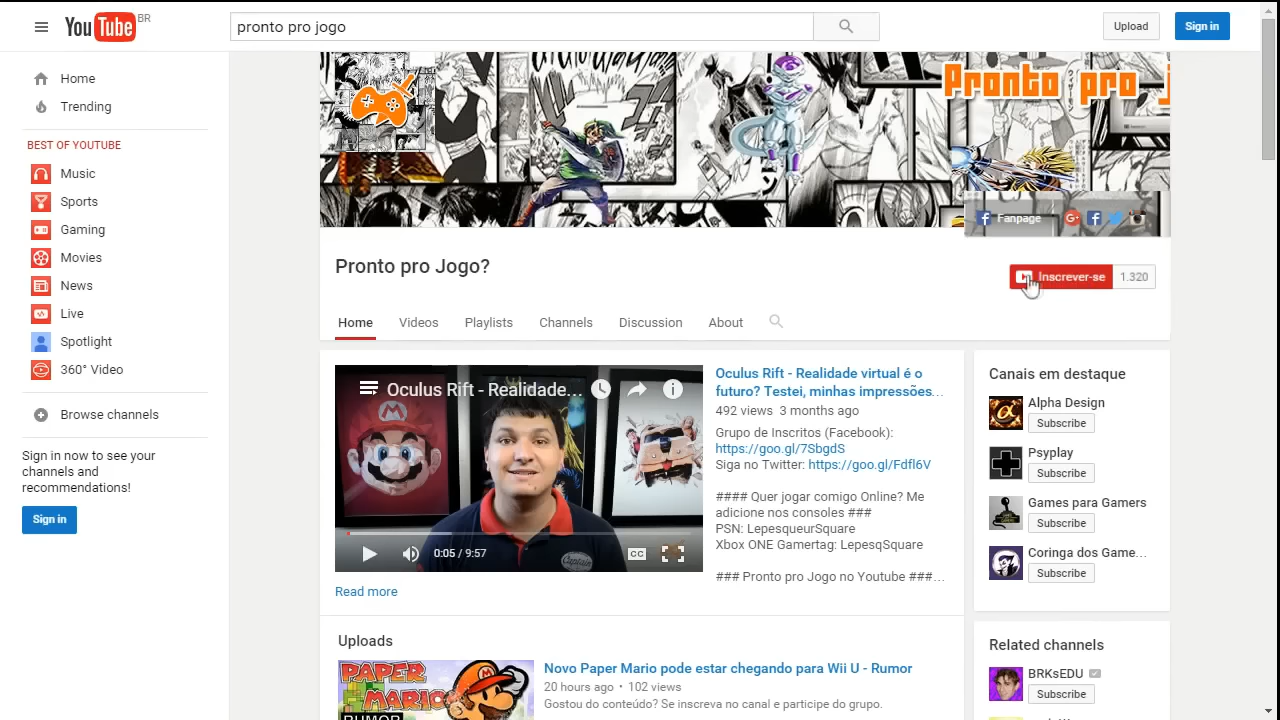 YouTube BR
pronto pro jogo
Upload
Sign in
Home
Trending
BEST OF YOUTUBE
Music
Sports
Gaming
Movies
News
Live
Spotlight
360° Video
Browse channels
Sign in now to see your
channels and
recommendations!
Sign in
Pronto pro j
Fanpage
Pronto pro Jogo?
Inscrever-se 1.320
Home Videos Playlists Channels Discussion About
Oculus Rift - Realidade...
0:05 / 9:57
CC
Read more
Oculus Rift - Realidade virtual é o
futuro? Testei, minhas impressões...
492 views 3 months ago
Grupo de Inscritos (Facebook):
https://goo.gl/7SbgdS
Siga no Twitter: https://goo.gl/Fdfl6V
#### Quer jogar comigo Online? Me
adicione nos consoles ###
PSN: LepesqueurSquare
Xbox ONE Gamertag: LepesqSquare
### Pronto pro Jogo no Youtube ###...
Uploads
PAPER
MARIO
RUMOR
Novo Paper Mario pode estar chegando para Wii U - Rumor
20 hours ago • 102 views
Gostou do conteúdo? Se inscreva no canal e participe do grupo.
Canais em destaque
Alpha Design
Subscribe
Psyplay
Subscribe
Games para Gamers
Subscribe
Coringa dos Game...
Subscribe
Related channels
BRKsEDU
Subscribe